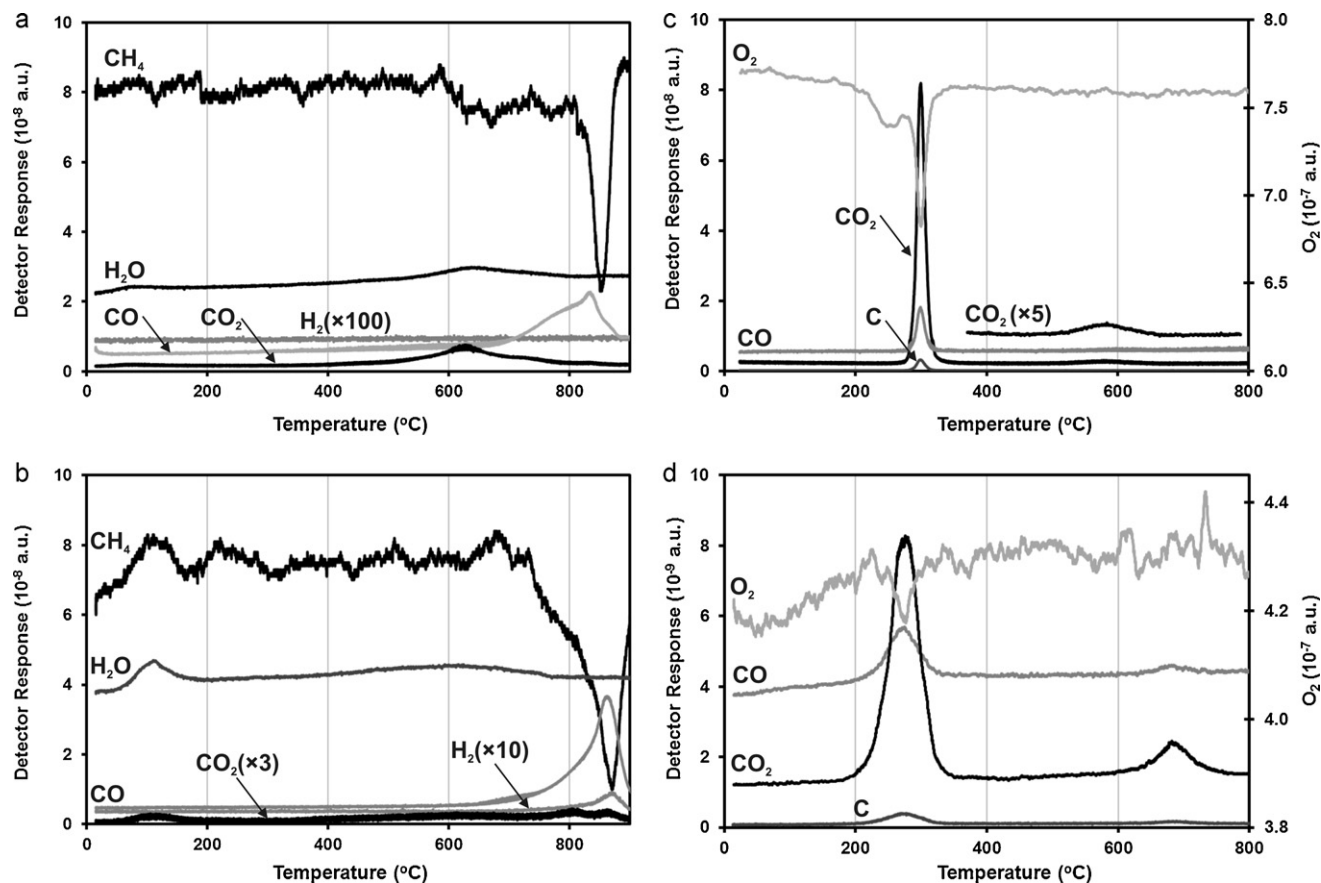 a
10
8
6
4
2
0
Detector Response (10⁻⁸ a.u.)
CH₄
H₂O
CO
CO₂
H₂(×100)
0 200 400 600 800
Temperature (°C)
c
10
8
6
4
2
0
Detector Response (10⁻⁸ a.u.)
O₂
CO₂
C
CO₂ (×5)
CO
8.0
7.5
7.0
6.5
6.0
O₂ (10⁻⁷ a.u.)
0 200 400 600 800
Temperature (°C)
b
10
8
6
4
2
0
Detector Response (10⁻⁸ a.u.)
CH₄
H₂O
CO₂(×3)
H₂(×10)
CO
0 200 400 600 800
Temperature (°C)
d
10
8
6
4
2
0
Detector Response (10⁻⁹ a.u.)
O₂
CO
CO₂
C
4.4
4.2
4.0
3.8
O₂ (10⁻⁷ a.u.)
0 200 400 600 800
Temperature (°C)